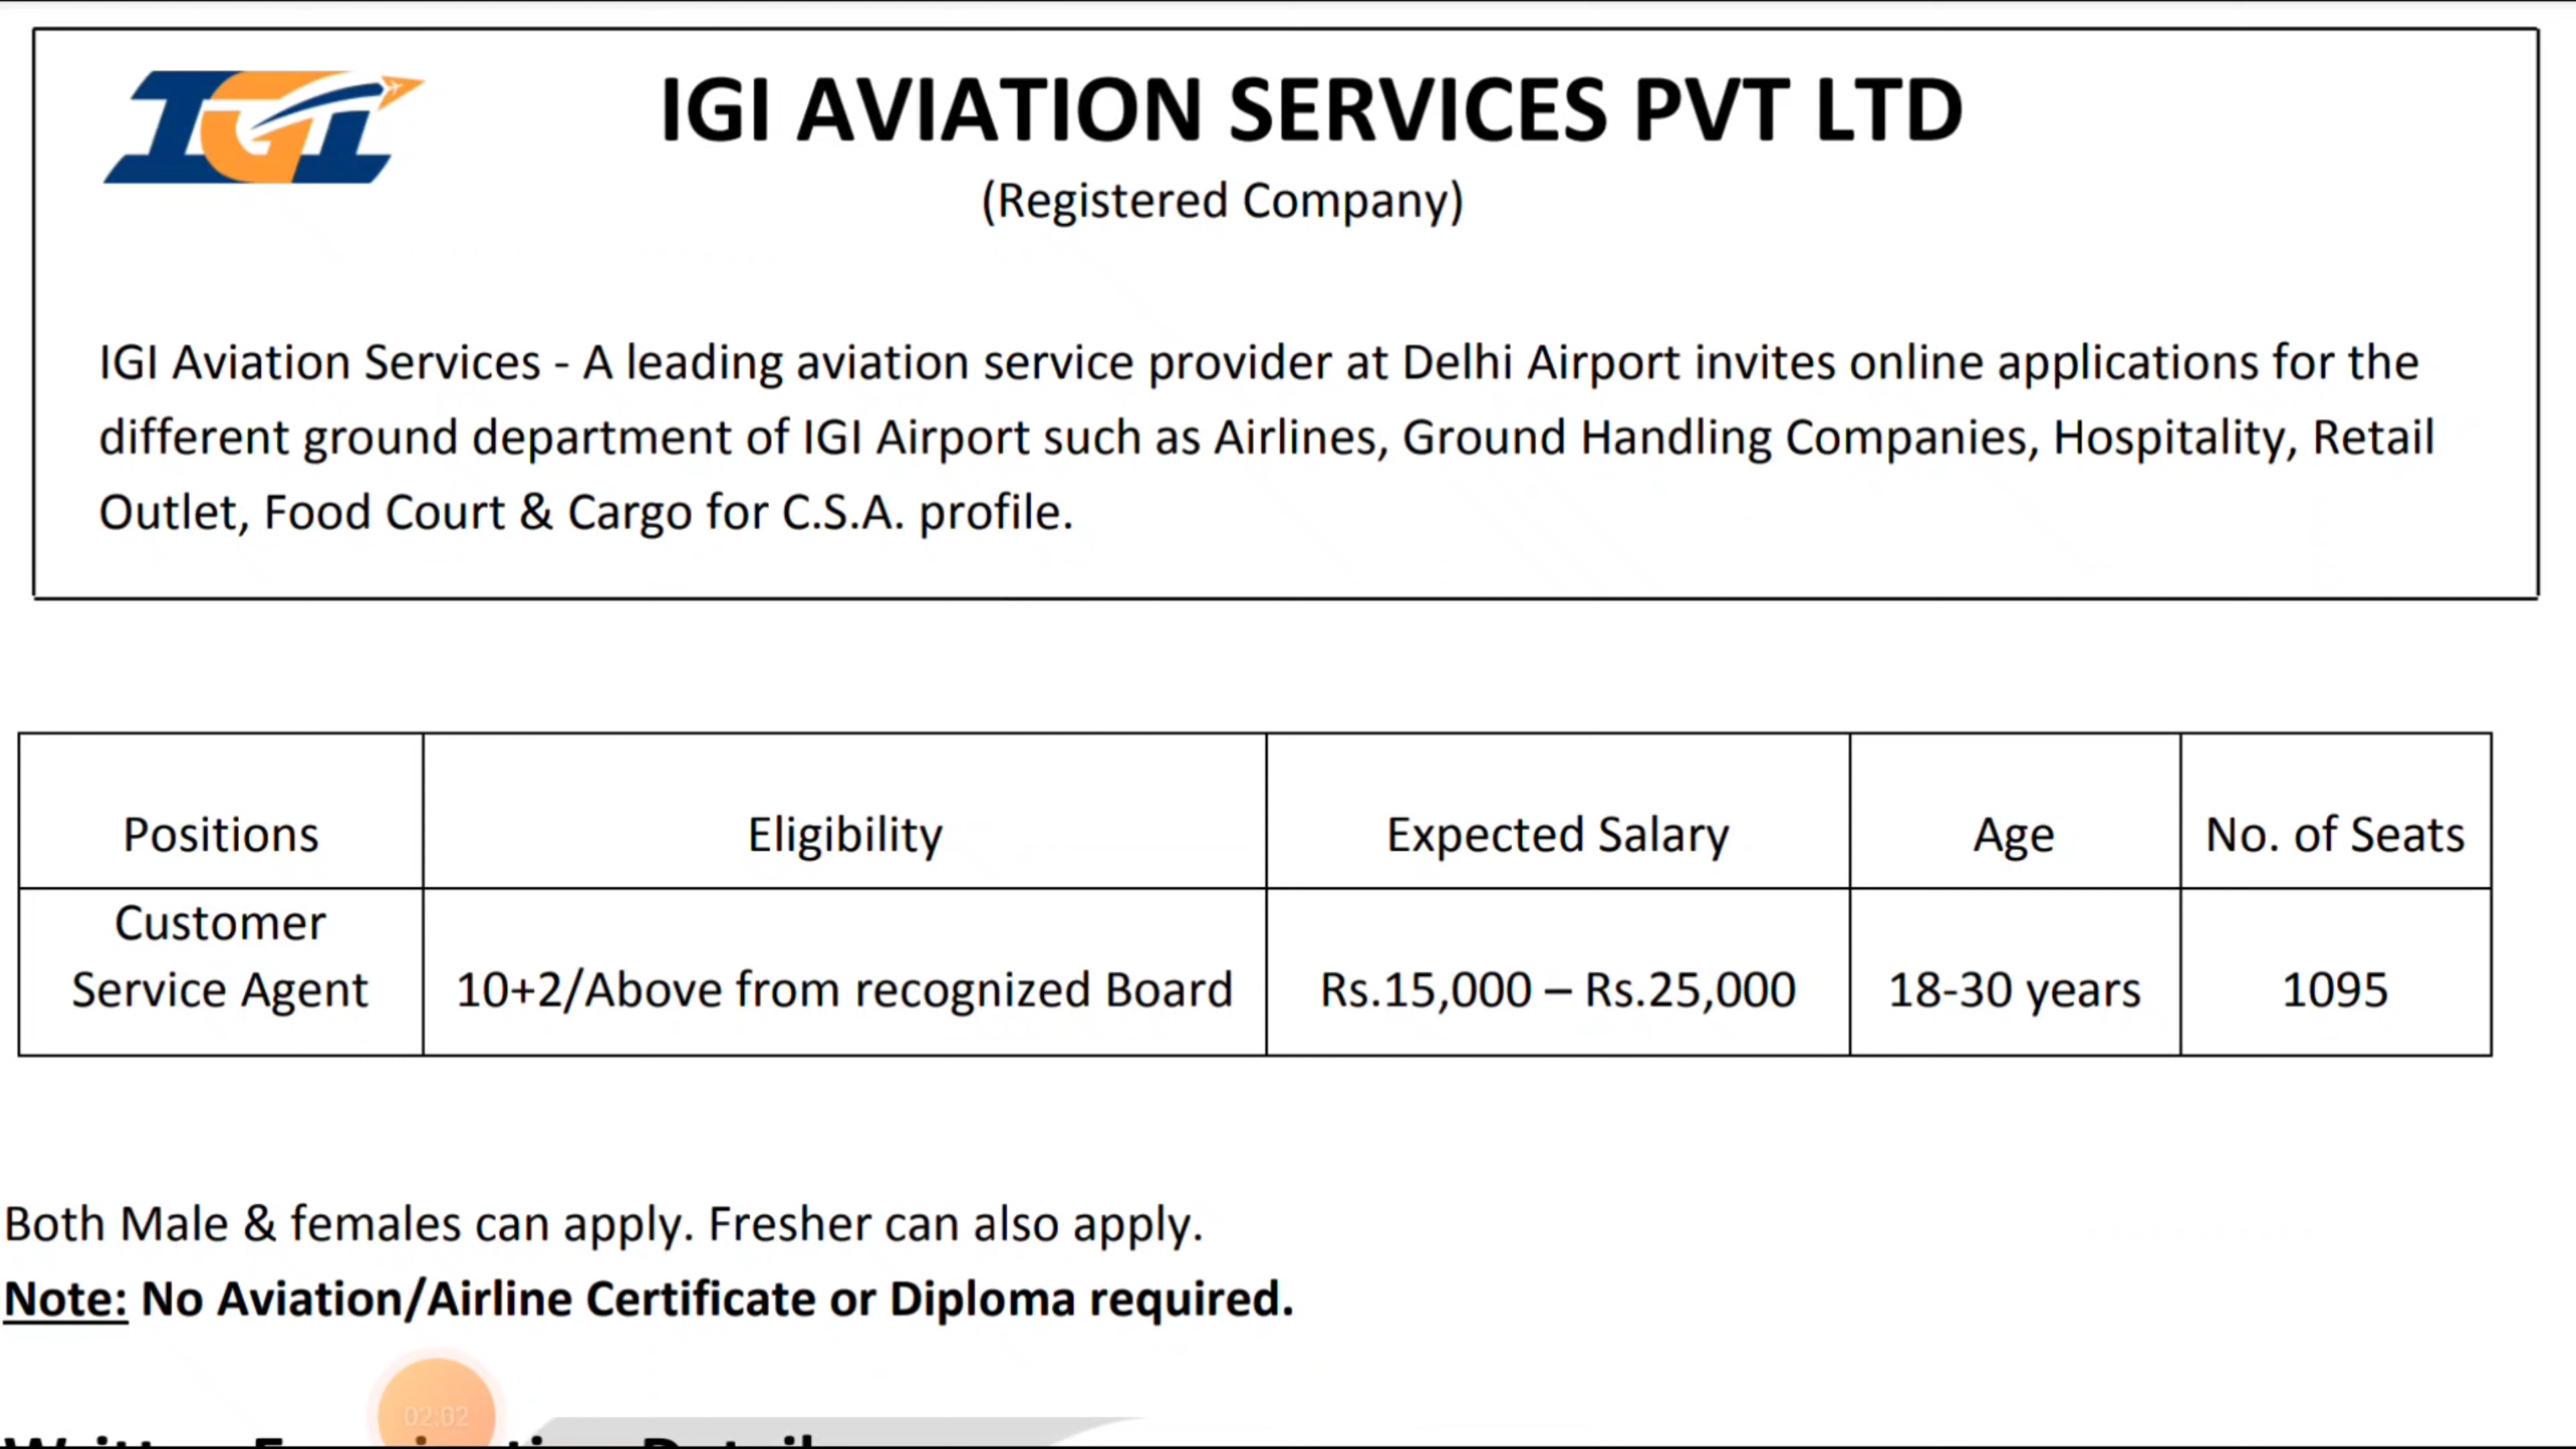 IGI
IGI AVIATION SERVICES PVT LTD
(Registered Company)
IGI Aviation Services - A leading aviation service provider at Delhi Airport invites online applications for the
different ground department of IGI Airport such as Airlines, Ground Handling Companies, Hospitality, Retail
Outlet, Food Court & Cargo for C.S.A. profile.
Positions Eligibility Expected Salary Age No. of Seats
Customer
Service Agent 10+2/Above from recognized Board Rs.15,000 – Rs.25,000 18-30 years 1095
Both Male & females can apply. Fresher can also apply.
Note: No Aviation/Airline Certificate or Diploma required.
02:02